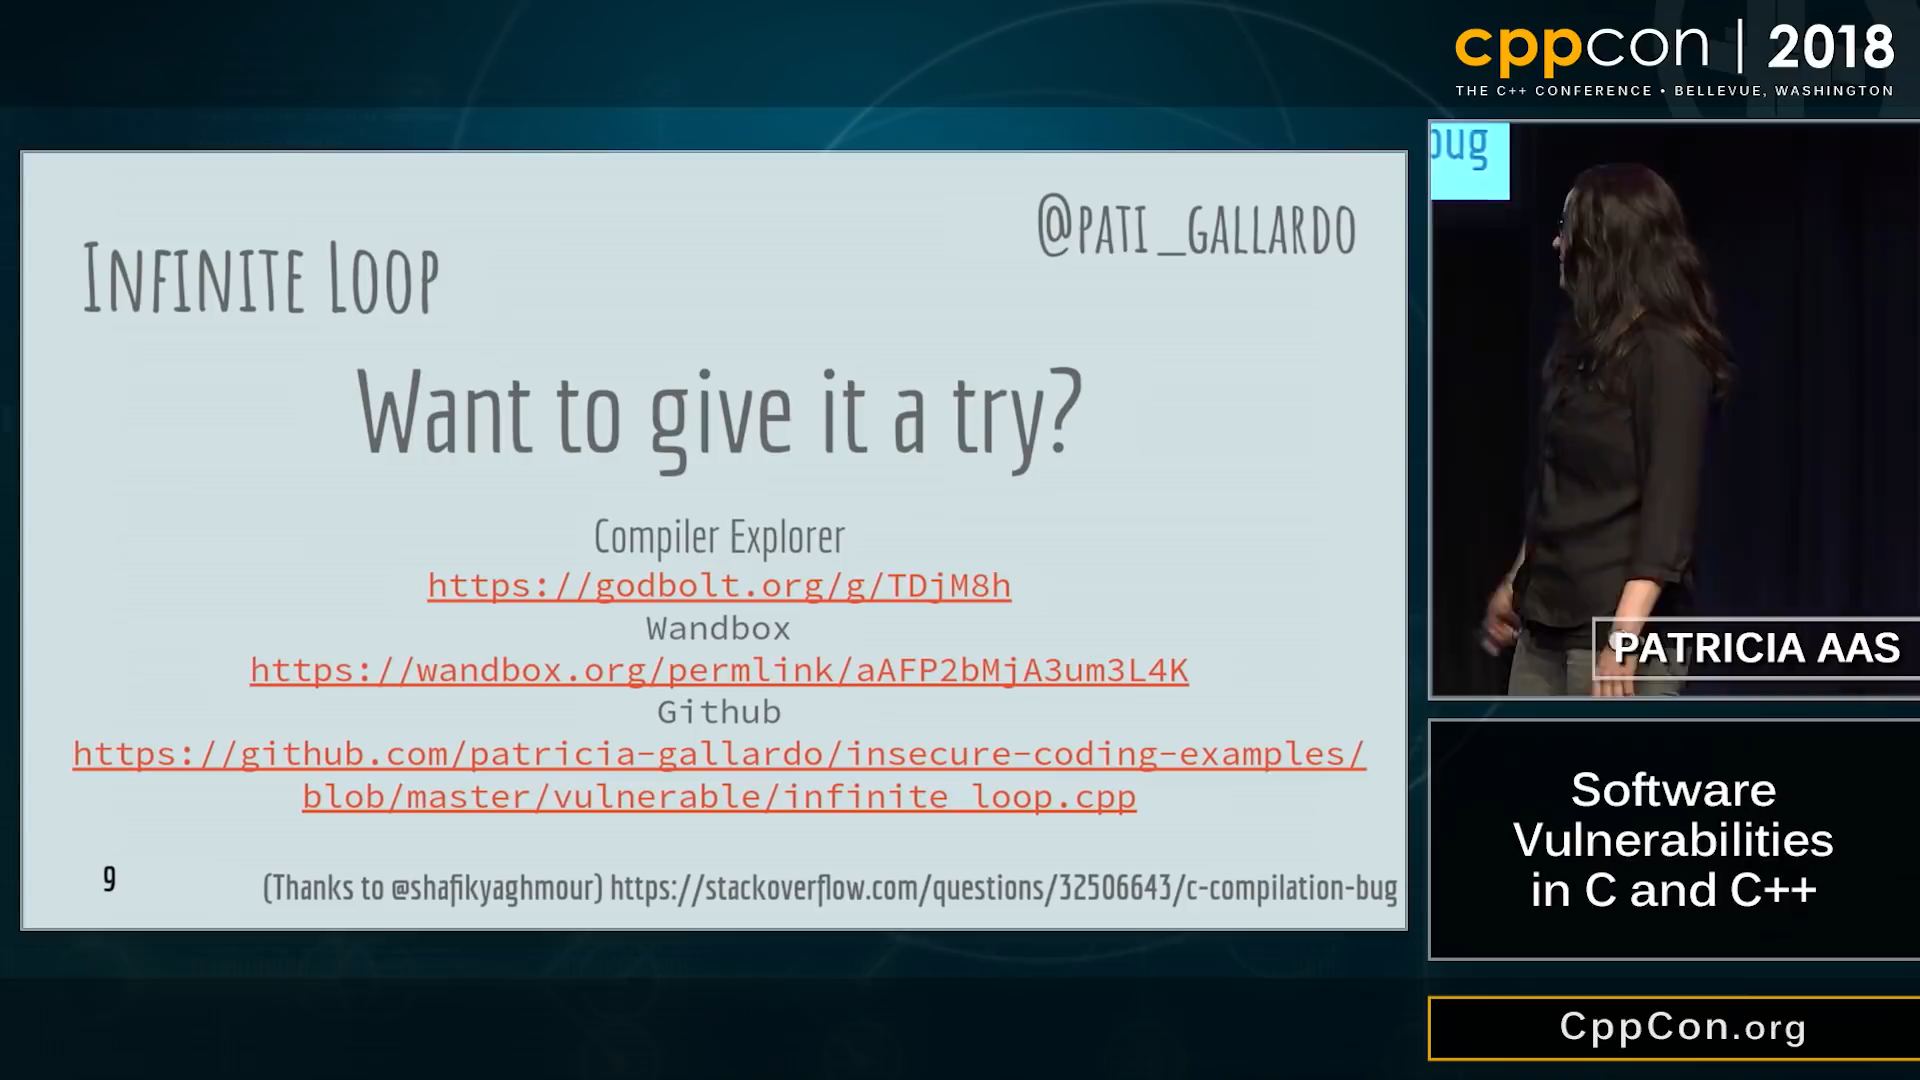 cppcon | 2018
THE C++ CONFERENCE • BELLEVUE, WASHINGTON
@PATI_GALLARDO
INFINITE LOOP
Want to give it a try?
Compiler Explorer
https://godbolt.org/g/TDjM8h
Wandbox
https://wandbox.org/permlink/aAFP2bMjA3um3L4K
Github
https://github.com/patricia-gallardo/insecure-coding-examples/
blob/master/vulnerable/infinite_loop.cpp
9
(Thanks to @shafikyaghmour) https://stackoverflow.com/questions/32506643/c-compilation-bug
bug
PATRICIA AAS
Software
Vulnerabilities
in C and C++
CppCon.org